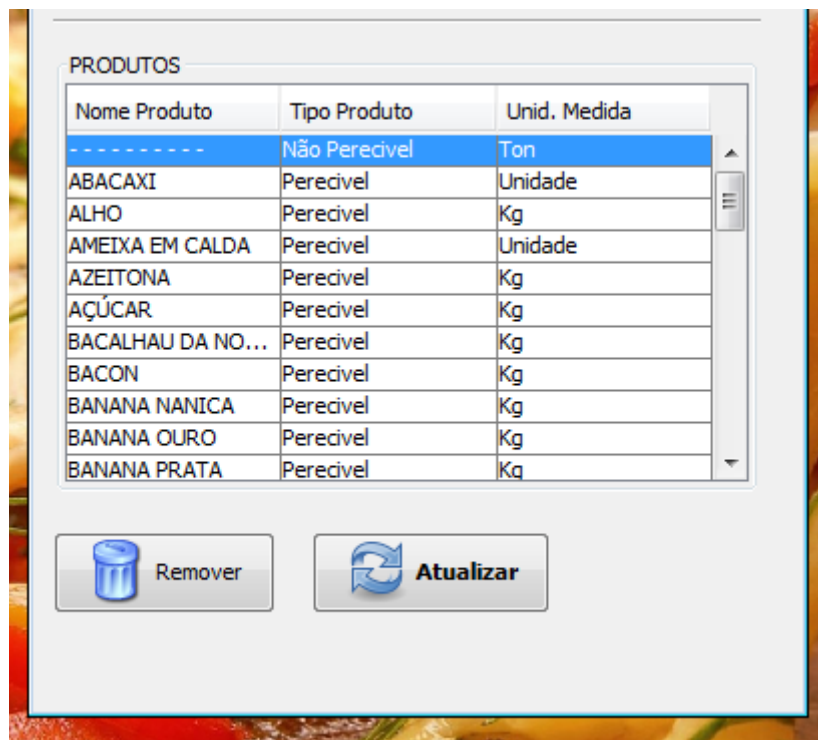 PRODUTOS
Nome Produto Tipo Produto Unid. Medida
- - - - - - - - - - Não Perecivel Ton
ABACAXI Perecivel Unidade
ALHO Perecivel Kg
AMEIXA EM CALDA Perecivel Unidade
AZEITONA Perecivel Kg
AÇÚCAR Perecivel Kg
BACALHAU DA NO... Perecivel Kg
BACON Perecivel Kg
BANANA NANICA Perecivel Kg
BANANA OURO Perecivel Kg
BANANA PRATA Perecivel Kg
Remover Atualizar